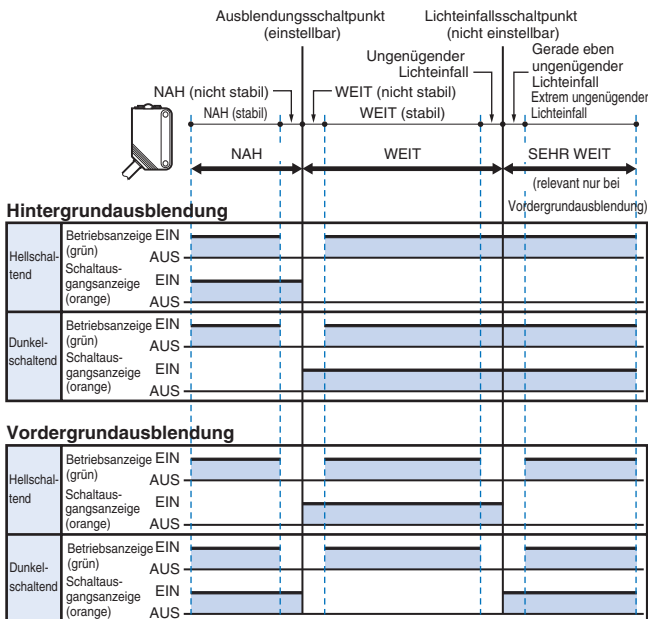 Ausblendungsschaltpunkt
(einstellbar)
Lichteinfallsschaltpunkt
(nicht einstellbar)
Ungenügender
Lichteinfall
Gerade eben
ungenügender
Lichteinfall
Extrem ungenügender
Lichteinfall
NAH (nicht stabil)
WEIT (nicht stabil)
NAH (stabil)
WEIT (stabil)
NAH
WEIT
SEHR WEIT
(relevant nur bei
Vordergrundausblendung)
Hintergrundausblendung
Hellschal-
tend
Betriebsanzeige EIN
(grün)
AUS
Schaltaus-
gangsanzeige EIN
(orange)
AUS
Dunkel-
schaltend
Betriebsanzeige EIN
(grün)
AUS
Schaltaus-
gangsanzeige EIN
(orange)
AUS
Vordergrundausblendung
Hellschal-
tend
Betriebsanzeige EIN
(grün)
AUS
Schaltaus-
gangsanzeige EIN
(orange)
AUS
Dunkel-
schaltend
Betriebsanzeige EIN
(grün)
AUS
Schaltaus-
gangsanzeige EIN
(orange)
AUS